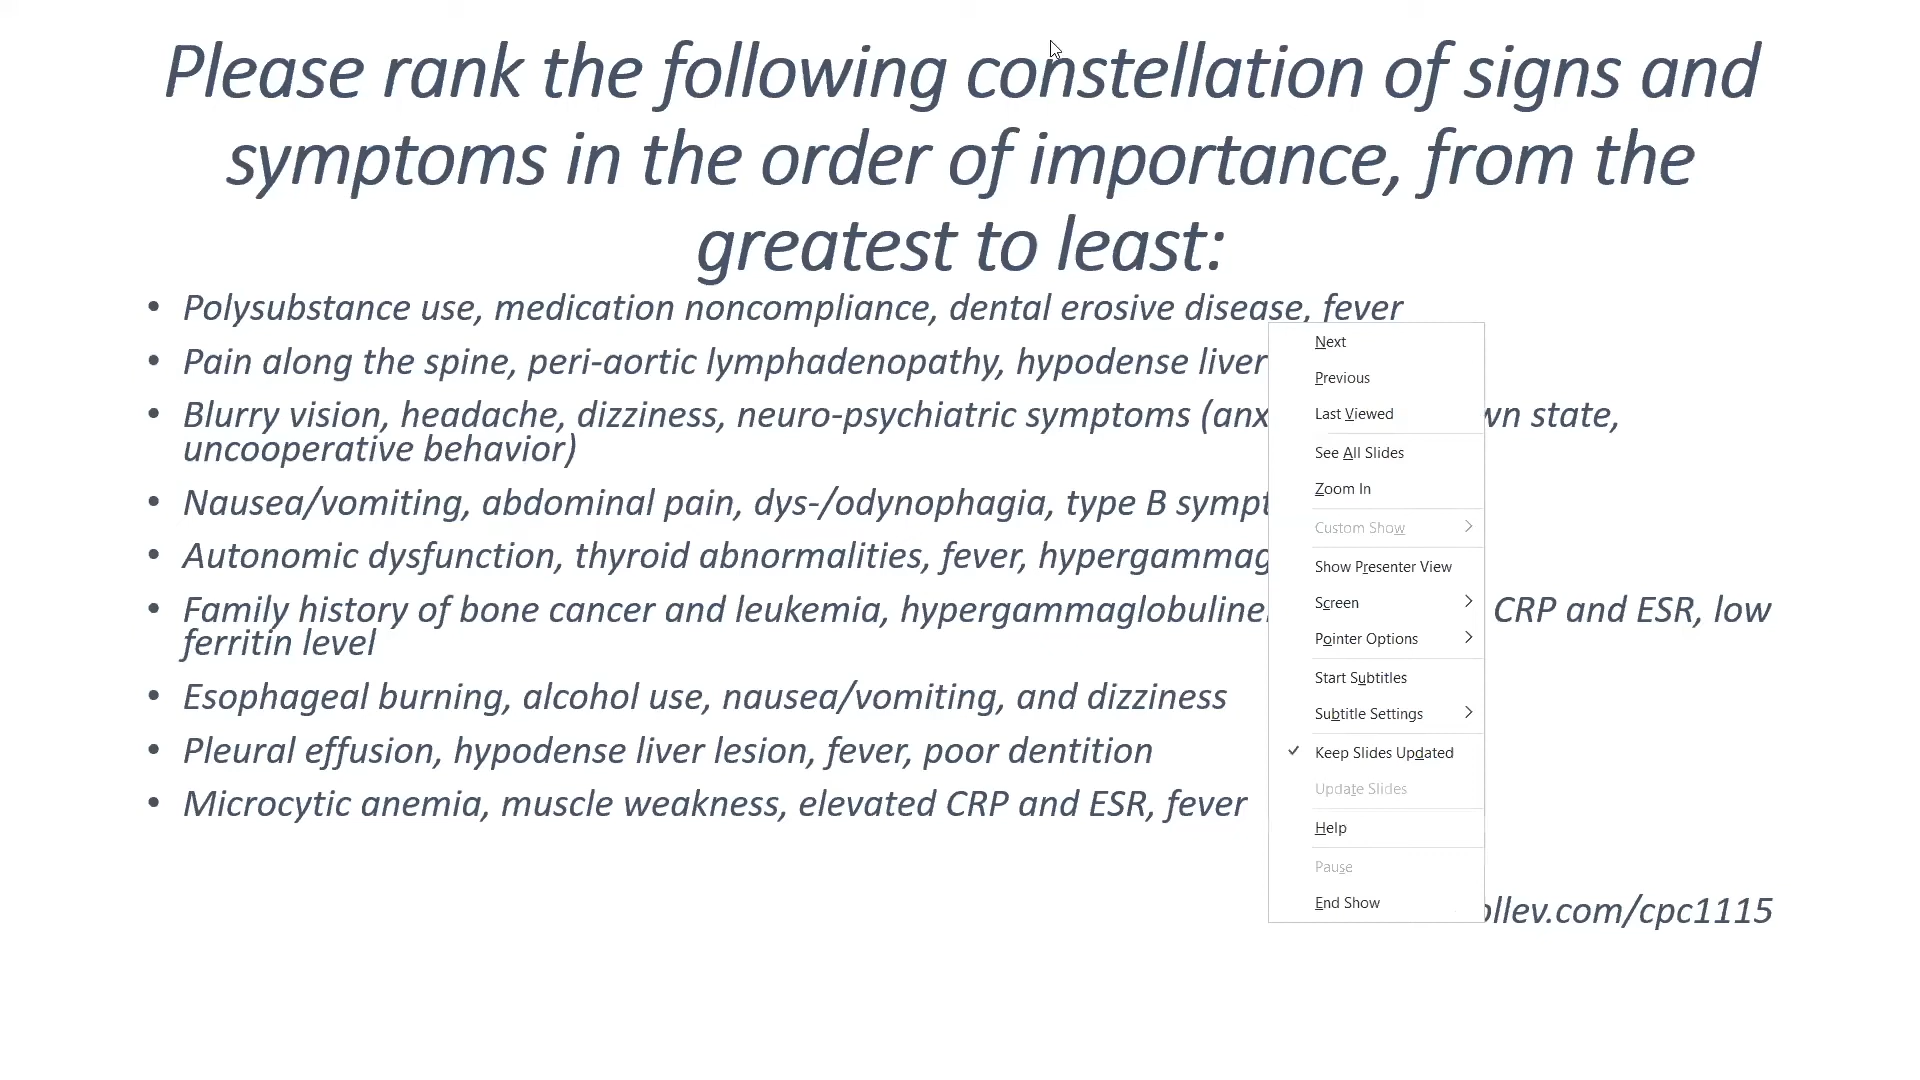 Please rank the following constellation of signs and
symptoms in the order of importance, from the
greatest to least:
• Polysubstance use, medication noncompliance, dental erosive disease, fever
• Pain along the spine, peri-aortic lymphadenopathy, hypodense liver
• Blurry vision, headache, dizziness, neuro-psychiatric symptoms (anx wn state,
uncooperative behavior)
• Nausea/vomiting, abdominal pain, dys-/odynophagia, type B sympt
• Autonomic dysfunction, thyroid abnormalities, fever, hypergammag
• Family history of bone cancer and leukemia, hypergammaglobuline CRP and ESR, low
ferritin level
• Esophageal burning, alcohol use, nausea/vomiting, and dizziness
• Pleural effusion, hypodense liver lesion, fever, poor dentition
• Microcytic anemia, muscle weakness, elevated CRP and ESR, fever
ollev.com/cpc1115
Next
Previous
Last Viewed
See All Slides
Zoom In
Custom Show
Show Presenter View
Screen
Pointer Options
Start Subtitles
Subtitle Settings
Keep Slides Updated
Update Slides
Help
Pause
End Show